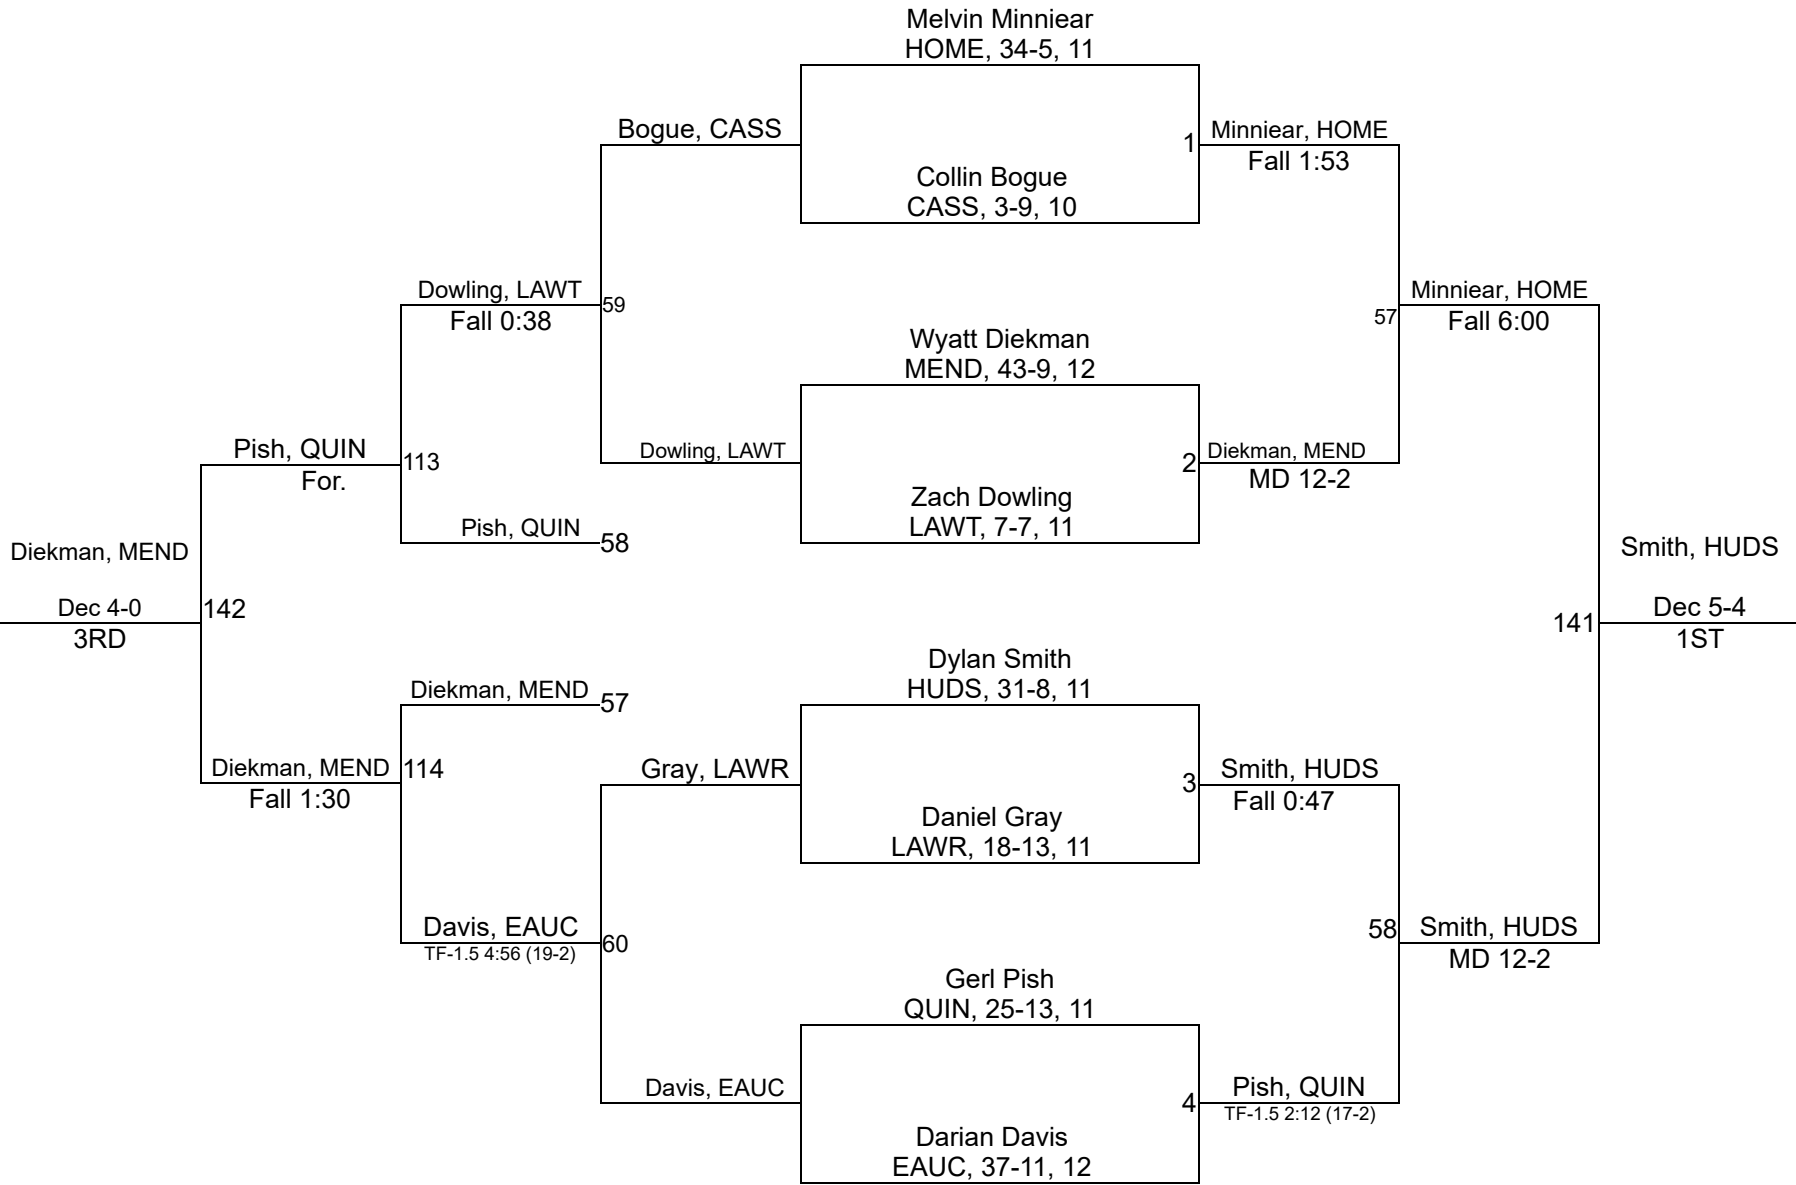 Melvin Minniear
HOME, 34-5, 11
Bogue, CASS
1
Minniear, HOME
Fall 1:53
Collin Bogue
CASS, 3-9, 10
Dowling, LAWT
Fall 0:38
59
57
Minniear, HOME
Fall 6:00
Wyatt Diekman
MEND, 43-9, 12
Pish, QUIN
For.
113
Dowling, LAWT
2
Diekman, MEND
MD 12-2
Zach Dowling
LAWT, 7-7, 11
Pish, QUIN
58
Diekman, MEND
Dec 4-0
3RD
142
Smith, HUDS
141
Dec 5-4
1ST
Dylan Smith
HUDS, 31-8, 11
Diekman, MEND
57
Diekman, MEND
Fall 1:30
114
Gray, LAWR
3
Smith, HUDS
Fall 0:47
Daniel Gray
LAWR, 18-13, 11
Davis, EAUC
TF-1.5 4:56 (19-2)
60
58
Smith, HUDS
MD 12-2
Gerl Pish
QUIN, 25-13, 11
Davis, EAUC
4
Pish, QUIN
TF-1.5 2:12 (17-2)
Darian Davis
EAUC, 37-11, 12